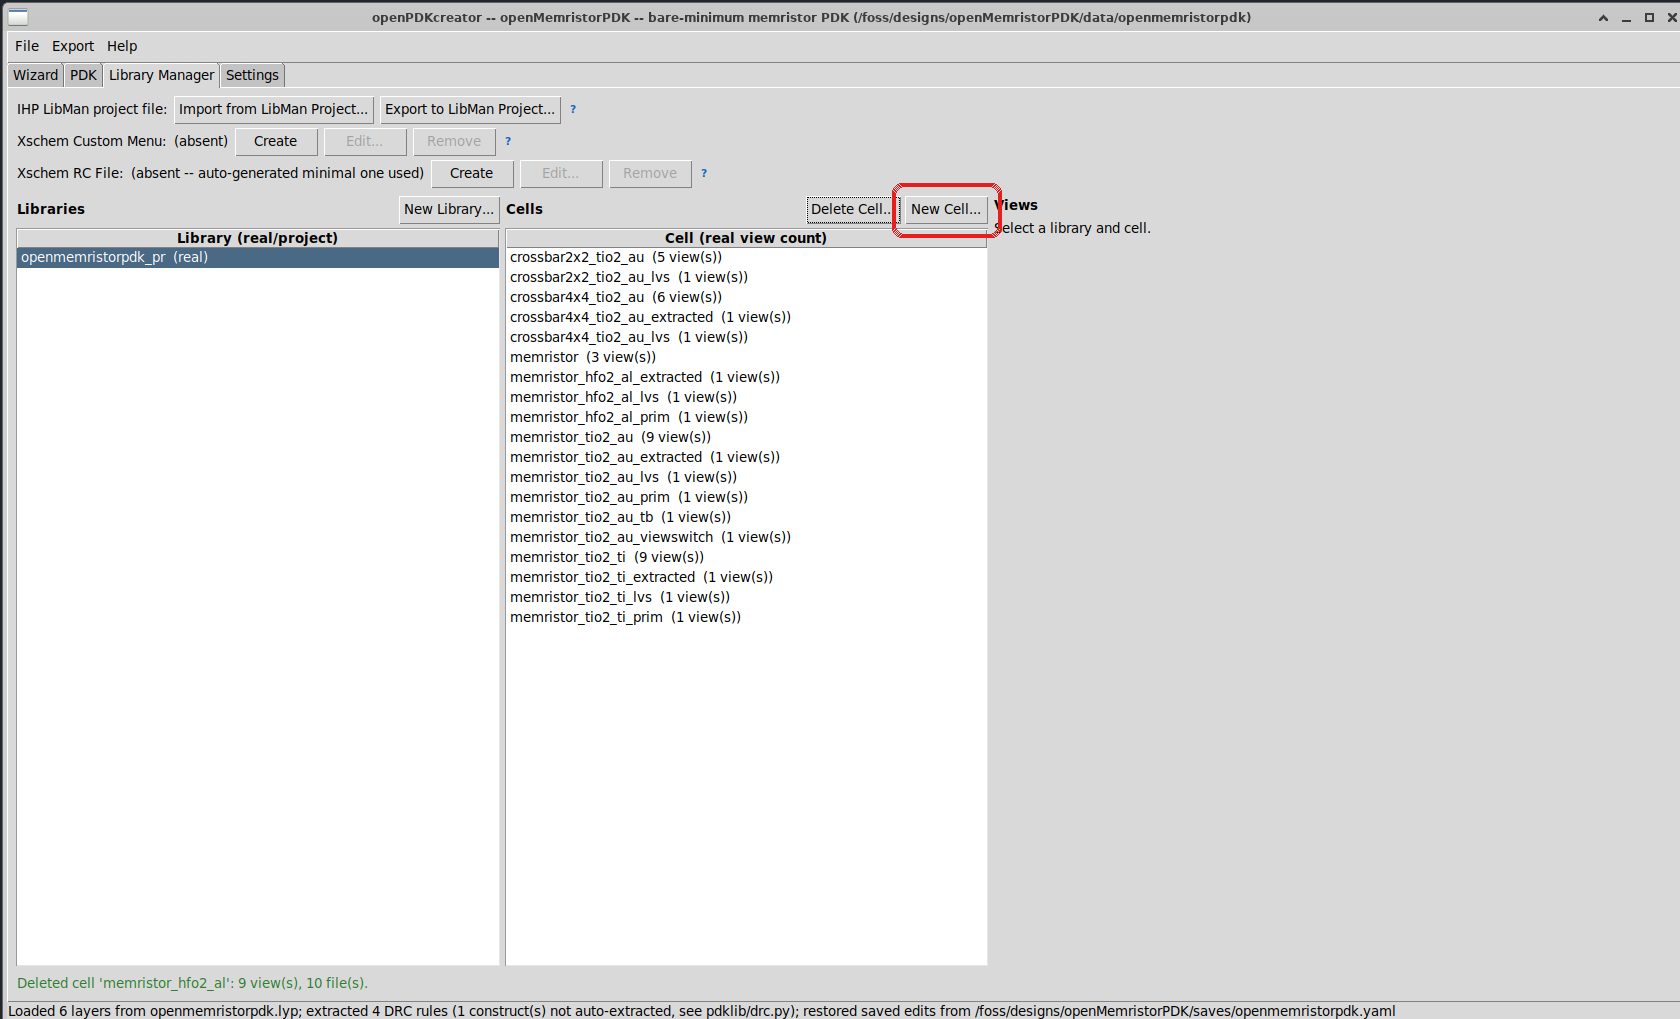 openPDKcreator -- openMemristorPDK -- bare-minimum memristor PDK (/foss/designs/openMemristorPDK/data/openmemristorpdk)
File Export Help
Wizard PDK Library Manager Settings
IHP LibMan project file: Import from LibMan Project... Export to LibMan Project... ?
Xschem Custom Menu: (absent) Create Edit... Remove ?
Xschem RC File: (absent -- auto-generated minimal one used) Create Edit... Remove ?
Libraries New Library... Cells Delete Cell... New Cell... Views
Select a library and cell.
Library (real/project) Cell (real view count)
openmemristorpdk_pr (real)
crossbar2x2_tio2_au (5 view(s))
crossbar2x2_tio2_au_lvs (1 view(s))
crossbar4x4_tio2_au (6 view(s))
crossbar4x4_tio2_au_extracted (1 view(s))
crossbar4x4_tio2_au_lvs (1 view(s))
memristor (3 view(s))
memristor_hfo2_al_extracted (1 view(s))
memristor_hfo2_al_lvs (1 view(s))
memristor_hfo2_al_prim (1 view(s))
memristor_tio2_au (9 view(s))
memristor_tio2_au_extracted (1 view(s))
memristor_tio2_au_lvs (1 view(s))
memristor_tio2_au_prim (1 view(s))
memristor_tio2_au_tb (1 view(s))
memristor_tio2_au_viewswitch (1 view(s))
memristor_tio2_ti (9 view(s))
memristor_tio2_ti_extracted (1 view(s))
memristor_tio2_ti_lvs (1 view(s))
memristor_tio2_ti_prim (1 view(s))
Deleted cell 'memristor_hfo2_al': 9 view(s), 10 file(s).
Loaded 6 layers from openmemristorpdk.lyp; extracted 4 DRC rules (1 construct(s) not auto-extracted, see pdklib/drc.py); restored saved edits from /foss/designs/openMemristorPDK/saves/openmemristorpdk.yaml